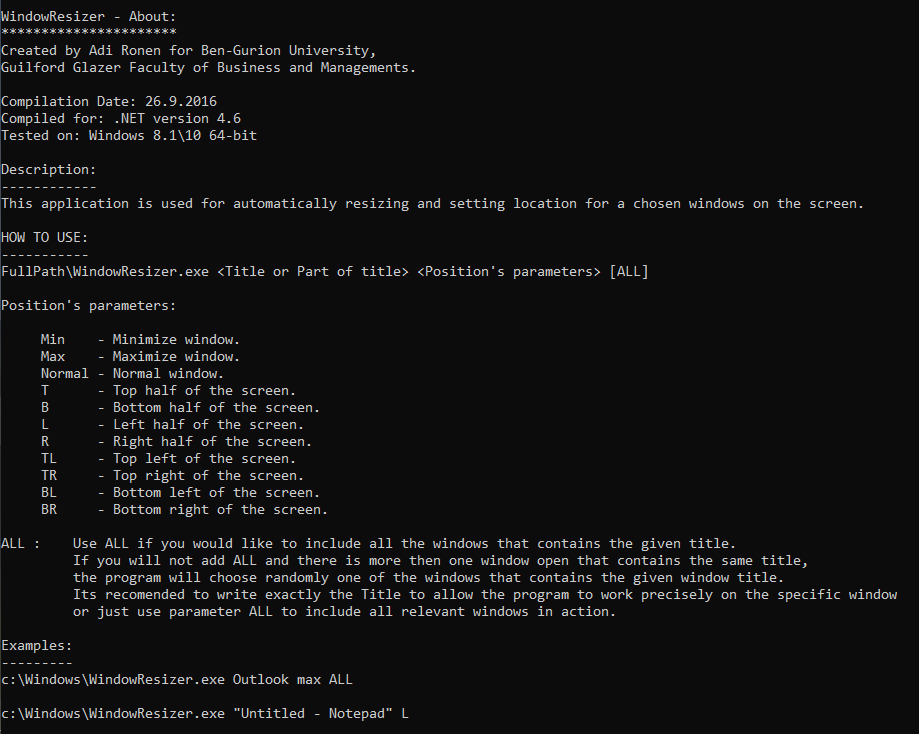 WindowResizer - About:
**********************
Created by Adi Ronen for Ben-Gurion University,
Guilford Glazer Faculty of Business and Managements.

Compilation Date: 26.9.2016
Compiled for: .NET version 4.6
Tested on: Windows 8.1\10 64-bit

Description:
------------
This application is used for automatically resizing and setting location for a chosen windows on the screen.

HOW TO USE:
-----------
FullPath\WindowResizer.exe <Title or Part of title> <Position's parameters> [ALL]

Position's parameters:

     Min    - Minimize window.
     Max    - Maximize window.
     Normal - Normal window.
     T      - Top half of the screen.
     B      - Bottom half of the screen.
     L      - Left half of the screen.
     R      - Right half of the screen.
     TL     - Top left of the screen.
     TR     - Top right of the screen.
     BL     - Bottom left of the screen.
     BR     - Bottom right of the screen.

ALL :    Use ALL if you would like to include all the windows that contains the given title.
         If you will not add ALL and there is more then one window open that contains the same title,
         the program will choose randomly one of the windows that contains the given window title.
         Its recomended to write exactly the Title to allow the program to work precisely on the specific window
         or just use parameter ALL to include all relevant windows in action.

Examples:
---------
c:\Windows\WindowResizer.exe Outlook max ALL

c:\Windows\WindowResizer.exe "Untitled - Notepad" L